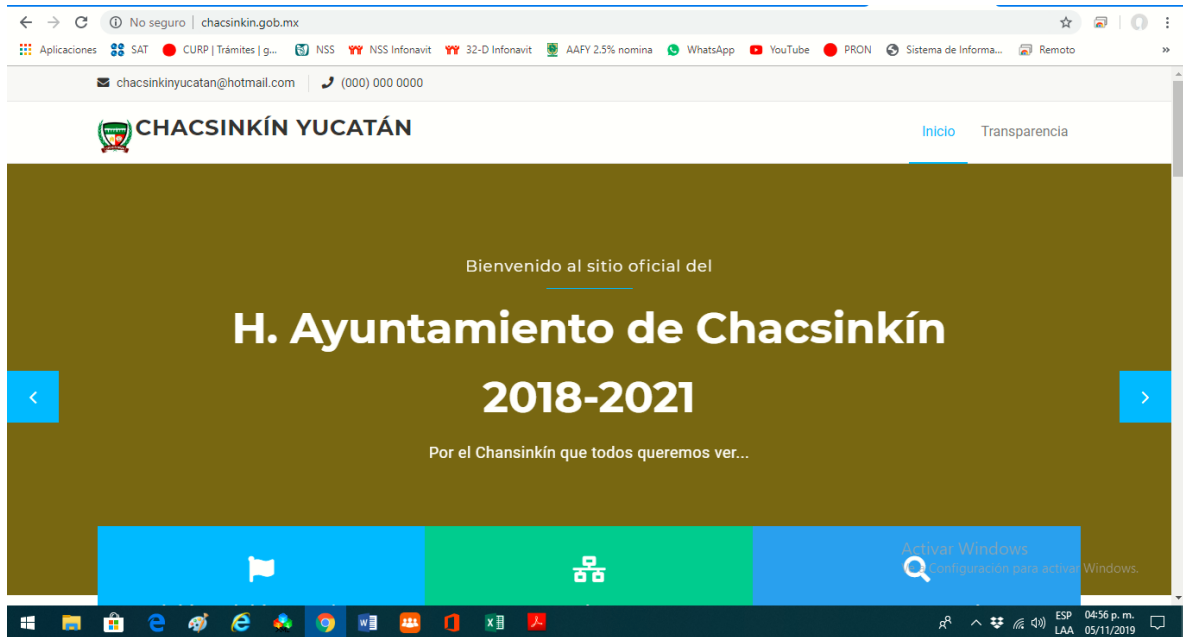 No seguro | chacsinkin.gob.mx
Aplicaciones SAT CURP | Trámites | g... NSS NSS Infonavit 32-D Infonavit AAFY 2.5% nomina WhatsApp YouTube PRON Sistema de Informa... Remoto »
chacsinkinyucatan@hotmail.com (000) 000 0000
CHACSINKÍN YUCATÁN
Inicio Transparencia
Bienvenido al sitio oficial del
H. Ayuntamiento de Chacsinkín
2018-2021
Por el Chansinkín que todos queremos ver...
Activar Windows
Configuración para activar Windows.
ESP 04:56 p. m.
LAA 05/11/2019